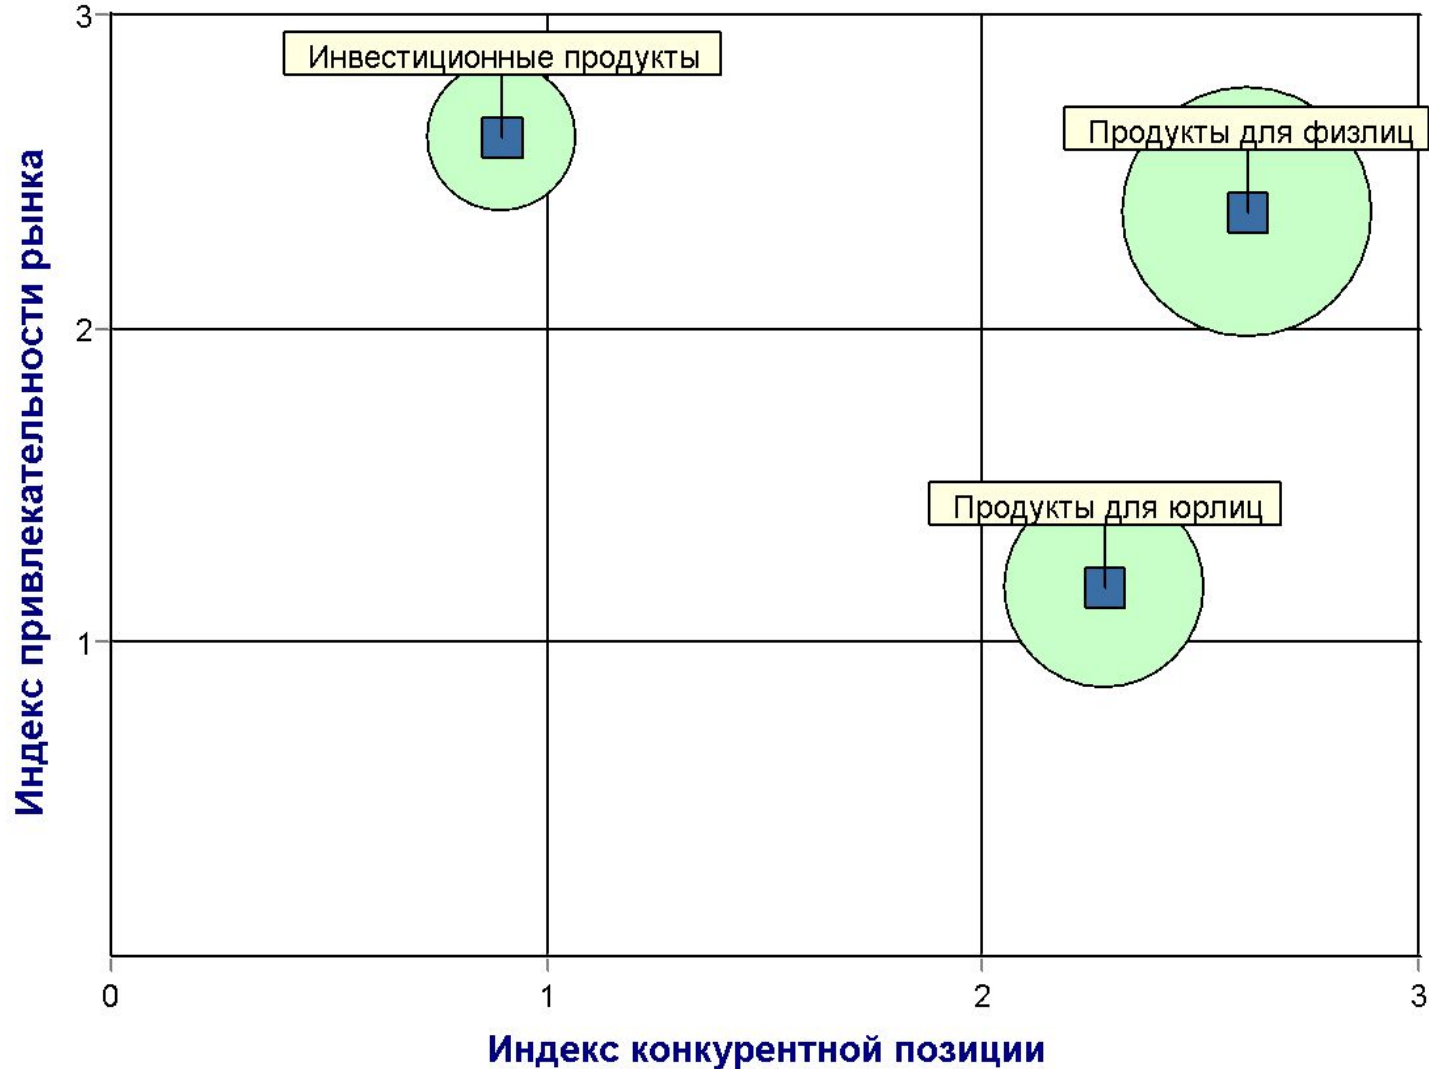 3
Инвестиционные продукты
Продукты для физлиц
Индекс привлекательности рынка
2
Продукты для юрлиц
1
0 1 2 3
Индекс конкурентной позиции